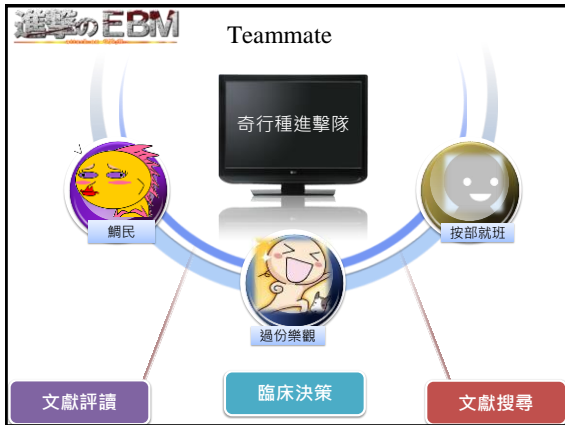 進擊のEBM
Teammate
奇行種進擊隊
鯛民
按部就班
過份樂觀
文獻評讀
臨床決策
文獻搜尋